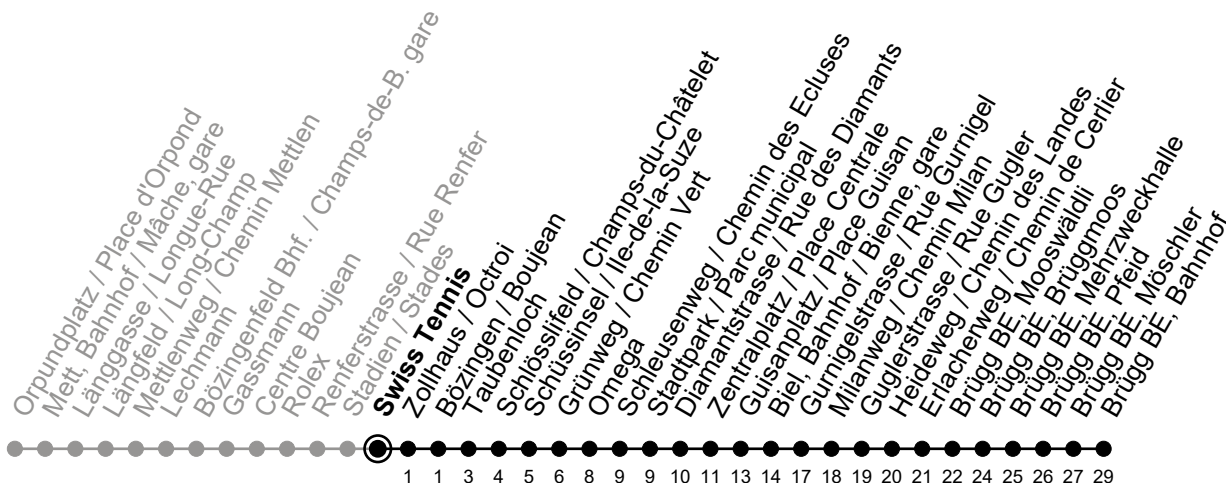 Orpundplatz / Place d'Orpond
Mett, Bahnhof / Mâche, gare
Länggasse / Longue-Rue
Längfeld / Long-Champ
Mettlenweg / Chemin Mettlen
Lechmann
Bözingenfeld Bhf. / Champs-de-B. gare
Gassmann
Centre Boujean
Rolex
Renferstrasse / Rue Renfer
Stadien / Stades
Swiss Tennis
Zollhaus / Octroi
Bözingen / Boujean
Taubenloch
Schlösslifeld / Champs-du-Châtelet
Schüssinsel / Ile-de-la-Suze
Grünweg / Chemin Vert
Omega
Schleusenweg / Chemin des Ecluses
Stadtpark / Parc municipal
Diamantstrasse / Rue des Diamants
Zentralplatz / Place Centrale
Guisanplatz / Place Guisan
Biel, Bahnhof / Bienne, gare
Gurnigelstrasse / Rue Gurnigel
Milanweg / Chemin Milan
Guglerstrasse / Rue Gugler
Heideweg / Chemin des Landes
Erlacherweg / Chemin de Cerlier
Brügg BE, Mooswäldli
Brügg BE, Brüggmoos
Brügg BE, Mehrzweckhalle
Brügg BE, Pfeid
Brügg BE, Möschler
Brügg BE, Bahnhof
1 1 3 4 5 6 8 9 9 10 11 13 14 17 18 19 20 21 22 24 25 26 27 29